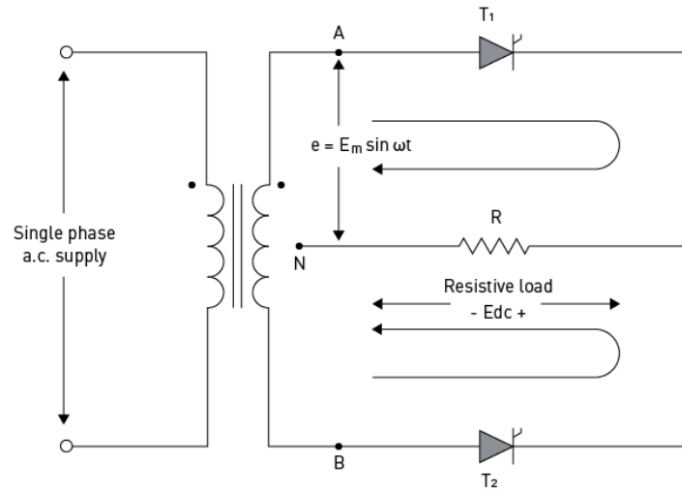 A
T₁
e = Eₘ sin ωt
Single phase
a.c. supply
R
N
Resistive load
- Edc +
B
T₂